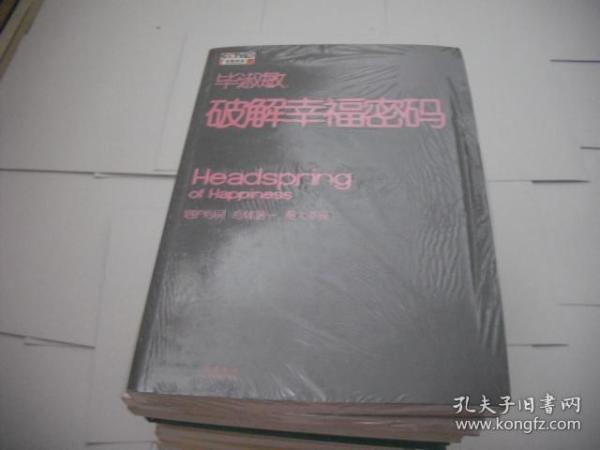 毕淑敏
破解幸福密码
Headspring
of Happiness
孔夫子旧書网
www.kongfz.com